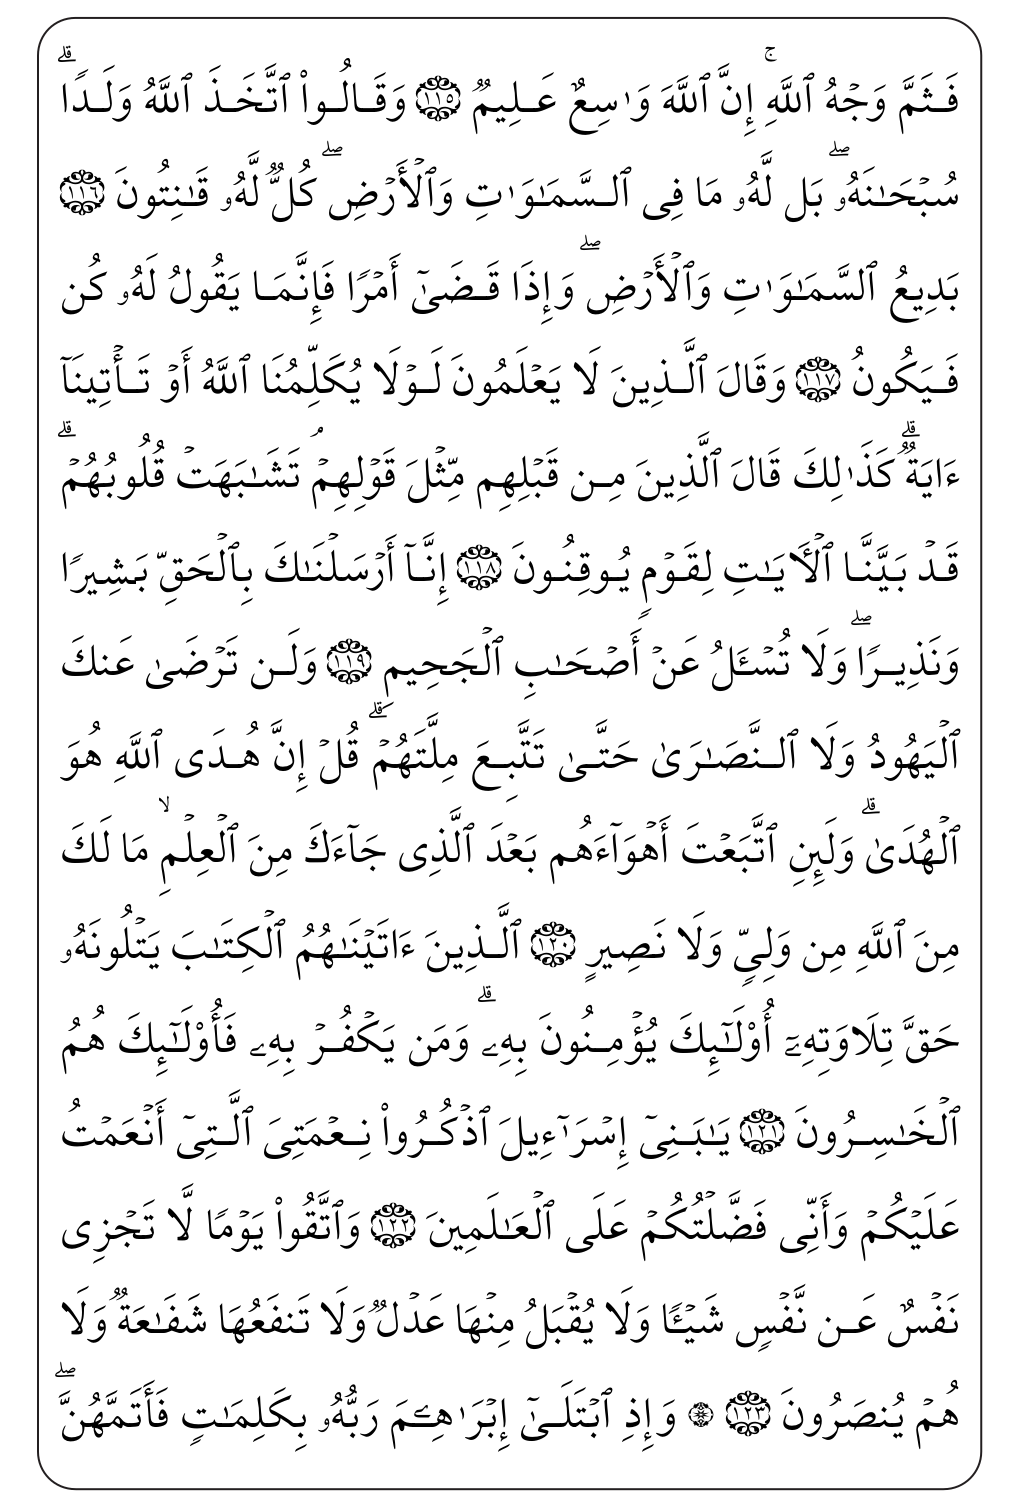 فَثَمَّ وَجۡهُ ٱللَّهِۚ إِنَّ ٱللَّهَ وَٰسِعٌ عَلِيمٞ ١١٥ وَقَالُواْ ٱتَّخَذَ ٱللَّهُ وَلَدٗاۗ
سُبۡحَٰنَهُۥۖ بَل لَّهُۥ مَا فِي ٱلسَّمَٰوَٰتِ وَٱلۡأَرۡضِۖ كُلّٞ لَّهُۥ قَٰنِتُونَ ١١٦
بَدِيعُ ٱلسَّمَٰوَٰتِ وَٱلۡأَرۡضِۖ وَإِذَا قَضَىٰٓ أَمۡرٗا فَإِنَّمَا يَقُولُ لَهُۥ كُن
فَيَكُونُ ١١٧ وَقَالَ ٱلَّذِينَ لَا يَعۡلَمُونَ لَوۡلَا يُكَلِّمُنَا ٱللَّهُ أَوۡ تَأۡتِينَآ
ءَايَةٞۗ كَذَٰلِكَ قَالَ ٱلَّذِينَ مِن قَبۡلِهِم مِّثۡلَ قَوۡلِهِمۡۘ تَشَٰبَهَتۡ قُلُوبُهُمۡۗ
قَدۡ بَيَّنَّا ٱلۡأٓيَٰتِ لِقَوۡمٖ يُوقِنُونَ ١١٨ إِنَّآ أَرۡسَلۡنَٰكَ بِٱلۡحَقِّ بَشِيرٗا
وَنَذِيرٗاۖ وَلَا تُسۡـَٔلُ عَنۡ أَصۡحَٰبِ ٱلۡجَحِيمِ ١١٩ وَلَن تَرۡضَىٰ عَنكَ
ٱلۡيَهُودُ وَلَا ٱلنَّصَٰرَىٰ حَتَّىٰ تَتَّبِعَ مِلَّتَهُمۡۗ قُلۡ إِنَّ هُدَى ٱللَّهِ هُوَ
ٱلۡهُدَىٰۗ وَلَئِنِ ٱتَّبَعۡتَ أَهۡوَآءَهُم بَعۡدَ ٱلَّذِي جَآءَكَ مِنَ ٱلۡعِلۡمِۙ مَا لَكَ
مِنَ ٱللَّهِ مِن وَلِيّٖ وَلَا نَصِيرٍ ١٢٠ ٱلَّذِينَ ءَاتَيۡنَٰهُمُ ٱلۡكِتَٰبَ يَتۡلُونَهُۥ
حَقَّ تِلَاوَتِهِۦٓ أُوْلَٰٓئِكَ يُؤۡمِنُونَ بِهِۦۗ وَمَن يَكۡفُرۡ بِهِۦ فَأُوْلَٰٓئِكَ هُمُ
ٱلۡخَٰسِرُونَ ١٢١ يَٰبَنِيٓ إِسۡرَٰٓءِيلَ ٱذۡكُرُواْ نِعۡمَتِيَ ٱلَّتِيٓ أَنۡعَمۡتُ
عَلَيۡكُمۡ وَأَنِّي فَضَّلۡتُكُمۡ عَلَى ٱلۡعَٰلَمِينَ ١٢٢ وَٱتَّقُواْ يَوۡمٗا لَّا تَجۡزِي
نَفۡسٌ عَن نَّفۡسٖ شَيۡـٔٗا وَلَا يُقۡبَلُ مِنۡهَا عَدۡلٞ وَلَا تَنفَعُهَا شَفَٰعَةٞ وَلَا
هُمۡ يُنصَرُونَ ١٢٣ ۞ وَإِذِ ٱبۡتَلَىٰٓ إِبۡرَٰهِـۧمَ رَبُّهُۥ بِكَلِمَٰتٖ فَأَتَمَّهُنَّۖ